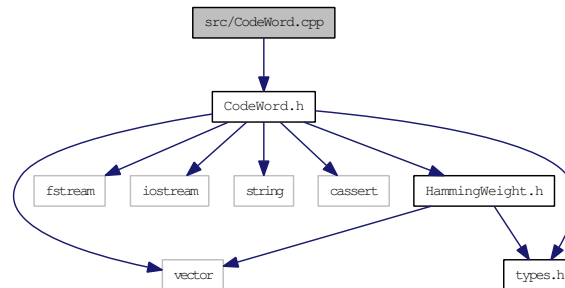 src/CodeWord.cpp
CodeWord.h
fstream
iostream
string
cassert
HammingWeight.h
vector
types.h